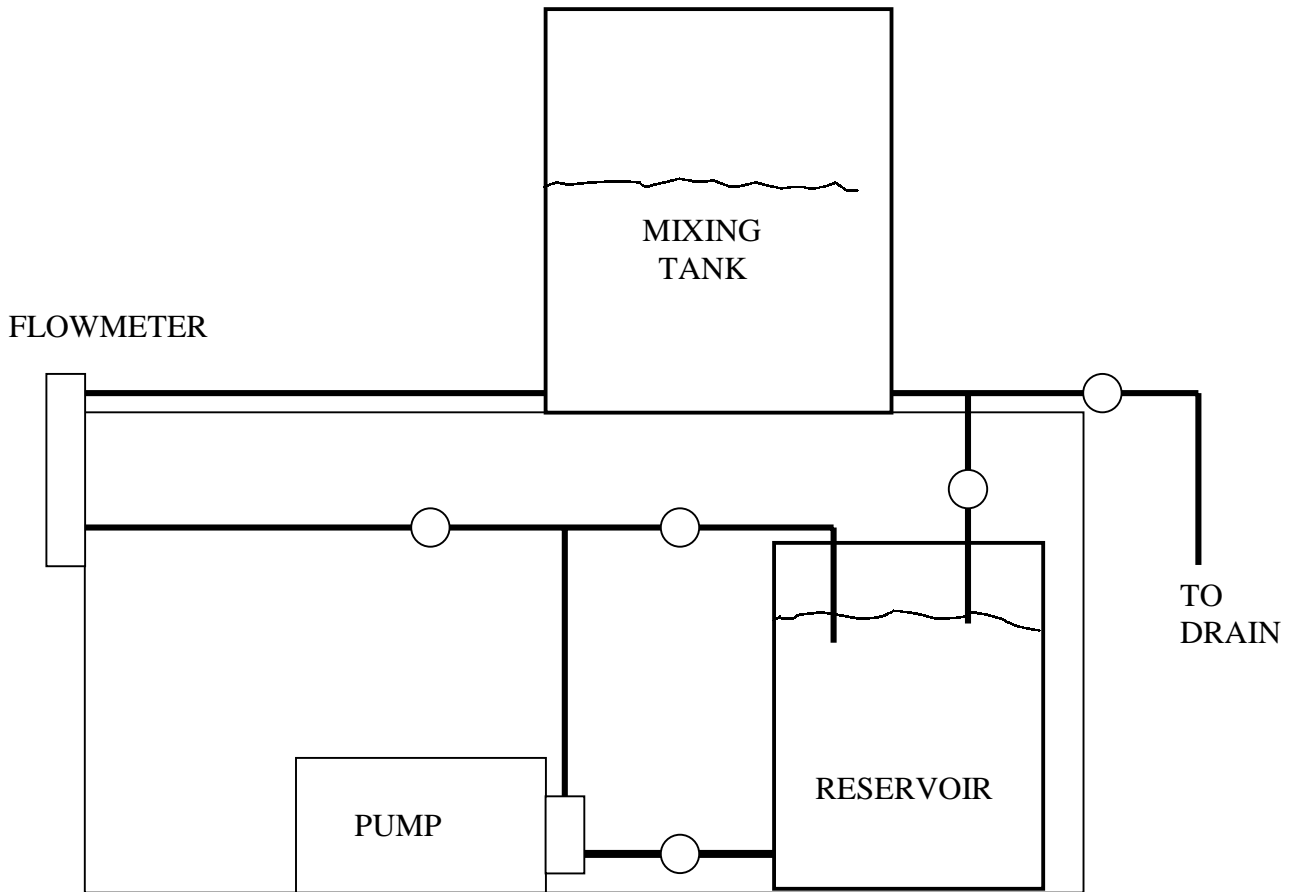 MIXING
TANK
FLOWMETER
TO
DRAIN
RESERVOIR
PUMP